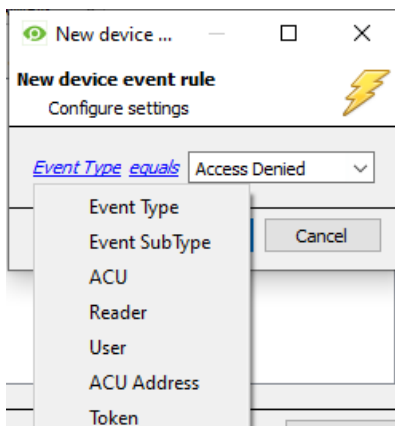 New device ...
New device event rule
Configure settings
Event Type equals Access Denied
Event Type
Event SubType
Cancel
ACU
Reader
User
ACU Address
Token